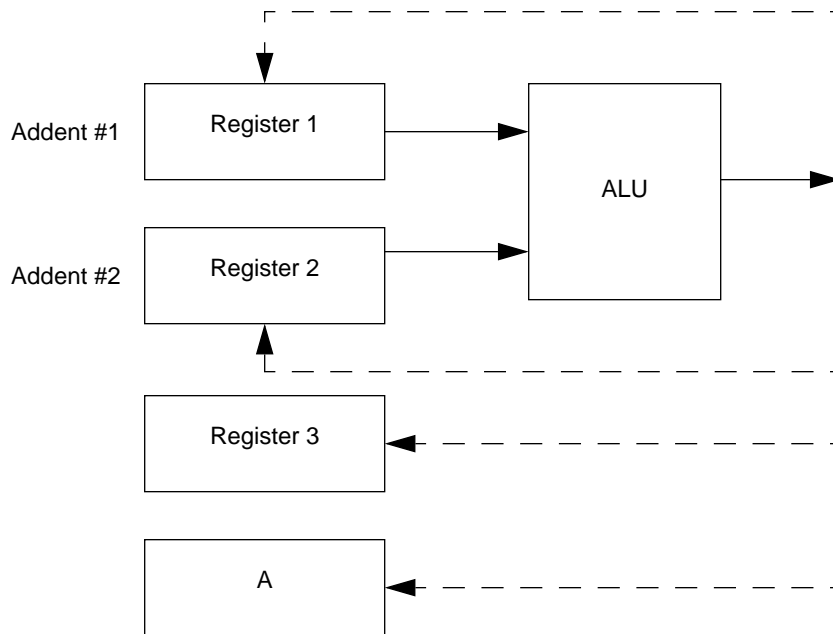 Addent #1
Register 1
ALU
Addent #2
Register 2
Register 3
A